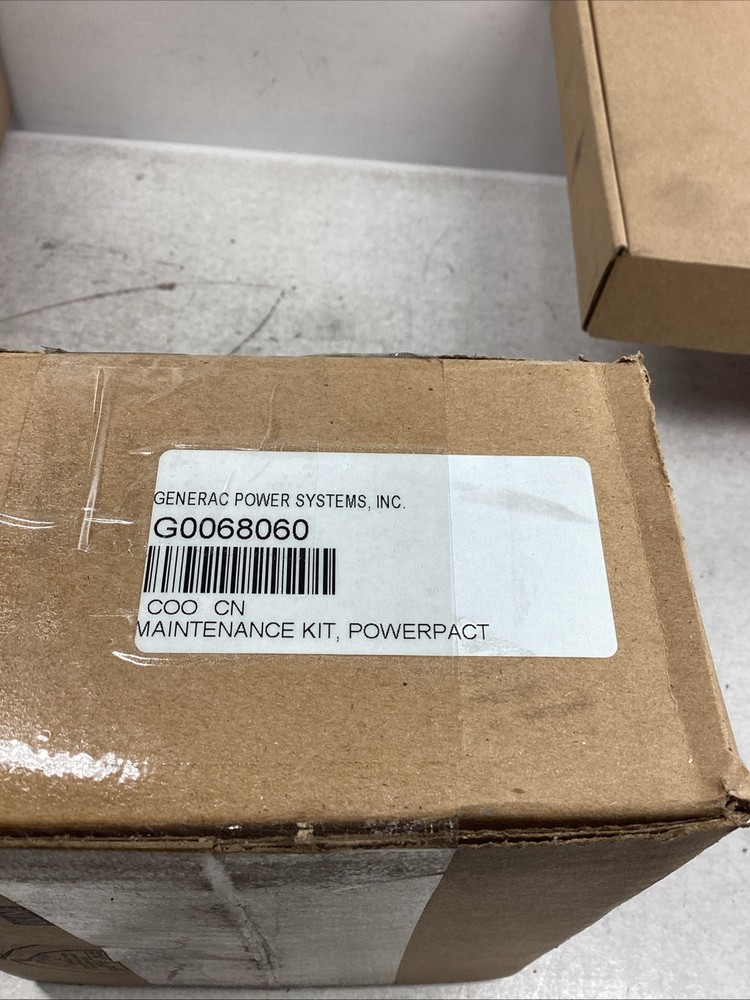 GENERAC POWER SYSTEMS, INC.
G0068060
COO CN
MAINTENANCE KIT, POWERPACT